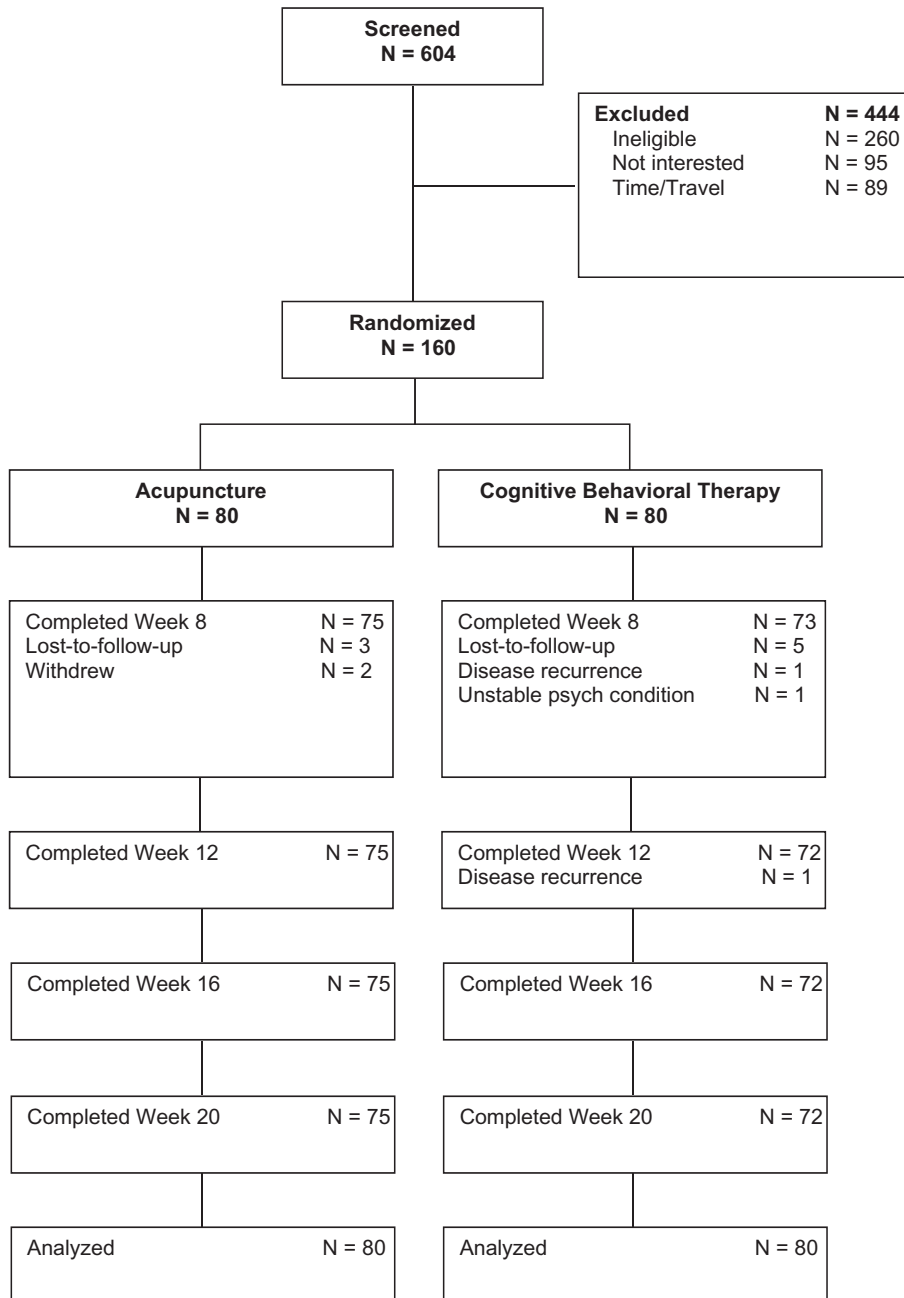 Screened
N = 604
Excluded N = 444
Ineligible N = 260
Not interested N = 95
Time/Travel N = 89
Randomized
N = 160
Acupuncture
N = 80
Cognitive Behavioral Therapy
N = 80
Completed Week 8 N = 75
Lost-to-follow-up N = 3
Withdrew N = 2
Completed Week 8 N = 73
Lost-to-follow-up N = 5
Disease recurrence N = 1
Unstable psych condition N = 1
Completed Week 12 N = 75
Completed Week 12 N = 72
Disease recurrence N = 1
Completed Week 16 N = 75
Completed Week 16 N = 72
Completed Week 20 N = 75
Completed Week 20 N = 72
Analyzed N = 80
Analyzed N = 80